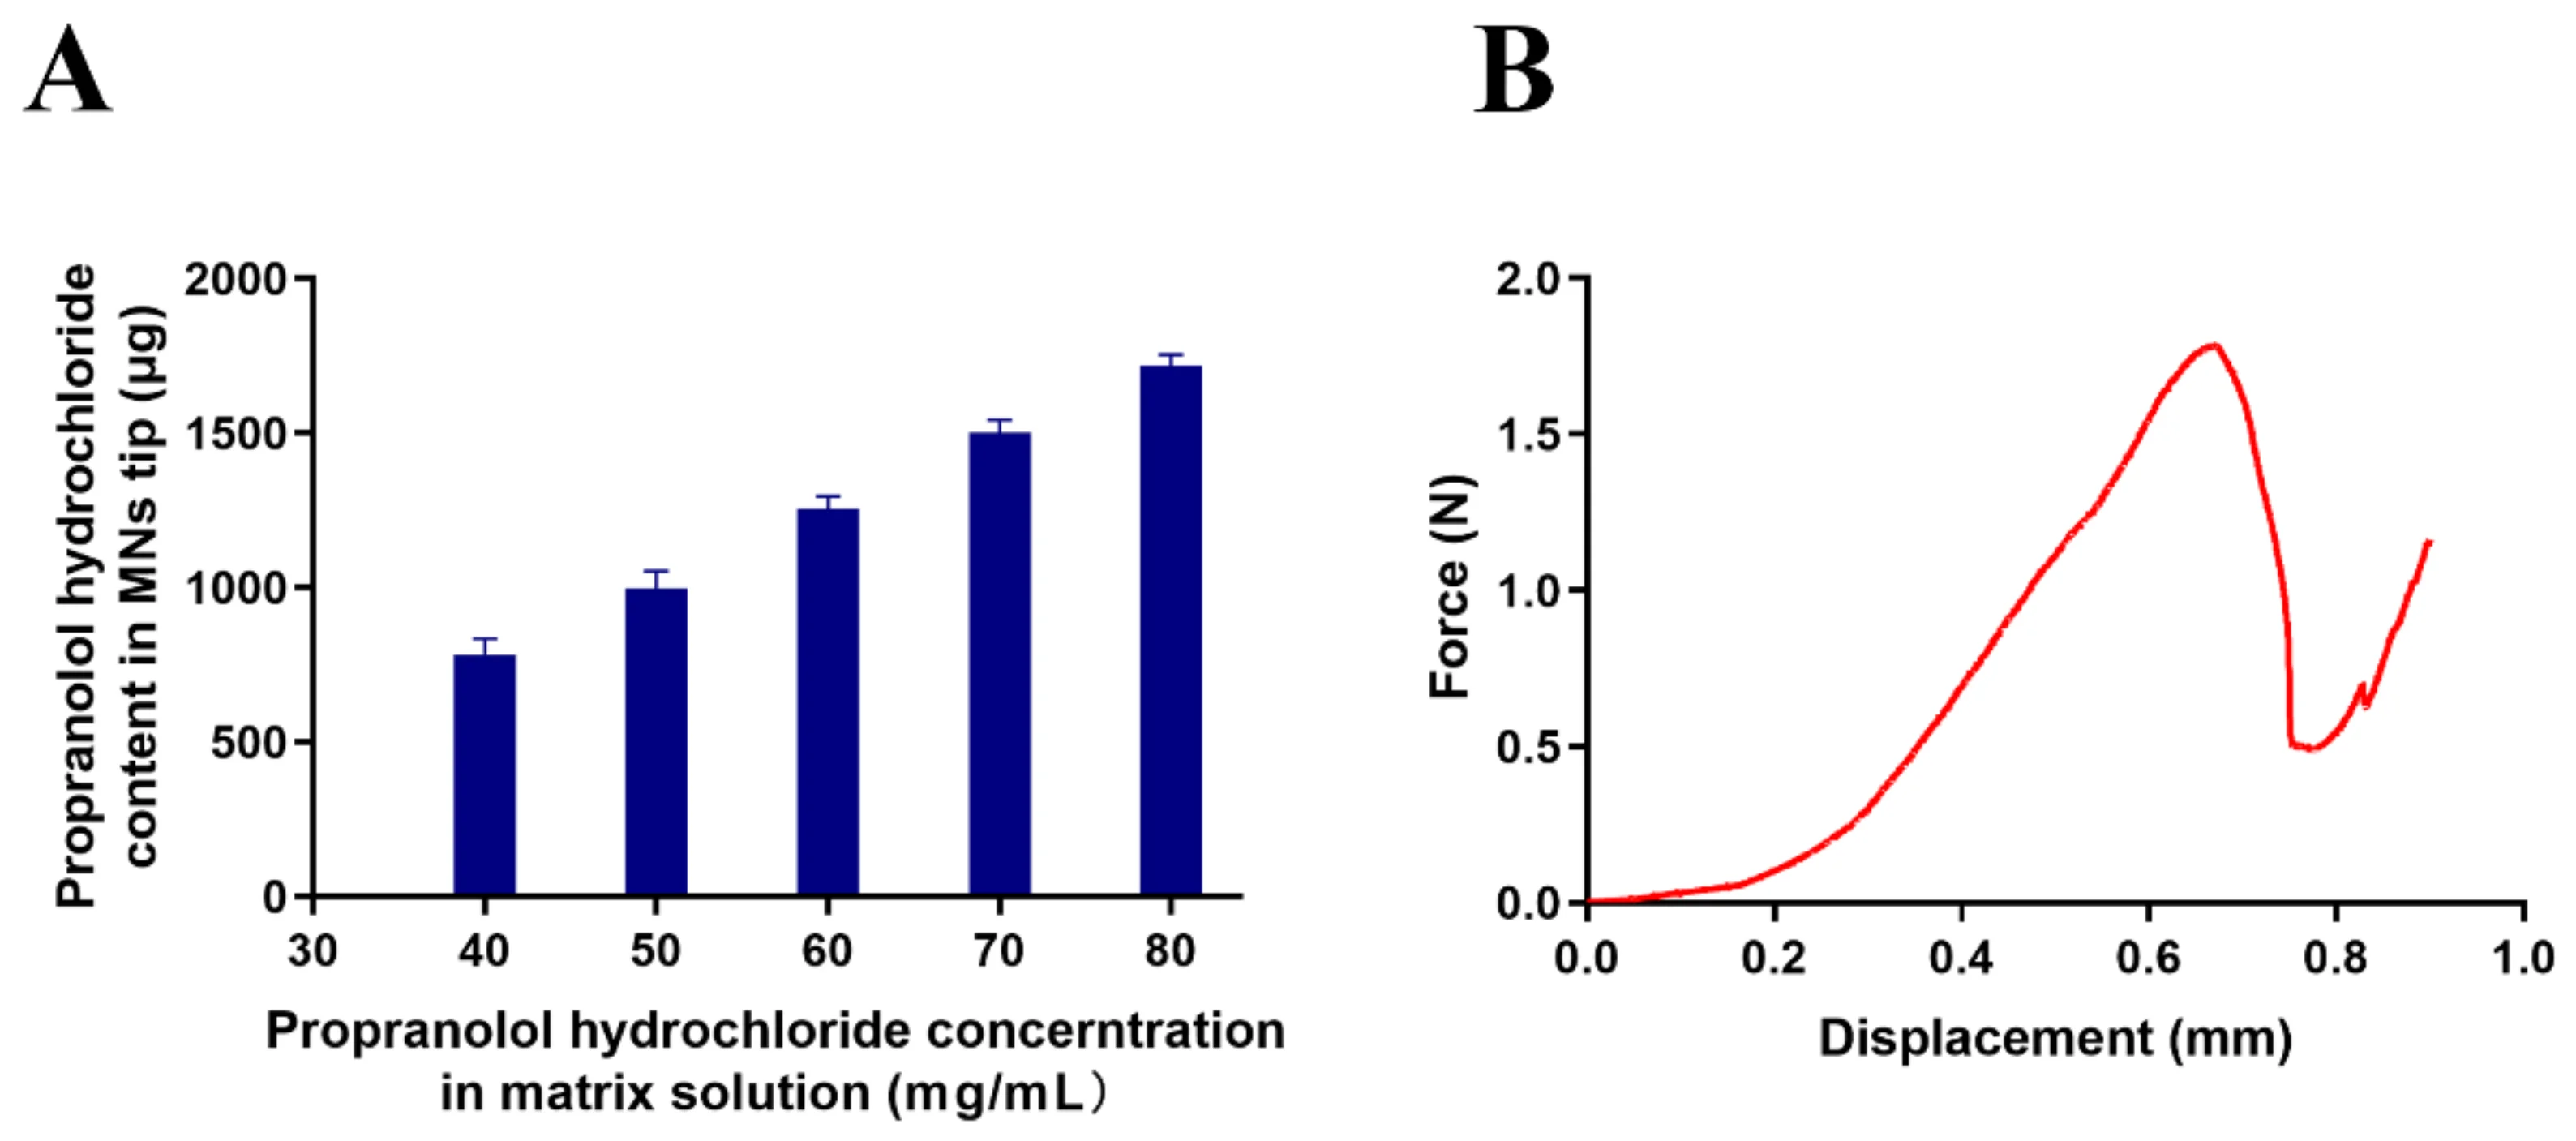 A
B
Propranolol hydrochloride
content in MNs tip (µg)
2000
1500
1000
500
0
30 40 50 60 70 80
Propranolol hydrochloride concerntration
in matrix solution (mg/mL）
Force (N)
2.0
1.5
1.0
0.5
0.0
0.0 0.2 0.4 0.6 0.8 1.0
Displacement (mm)